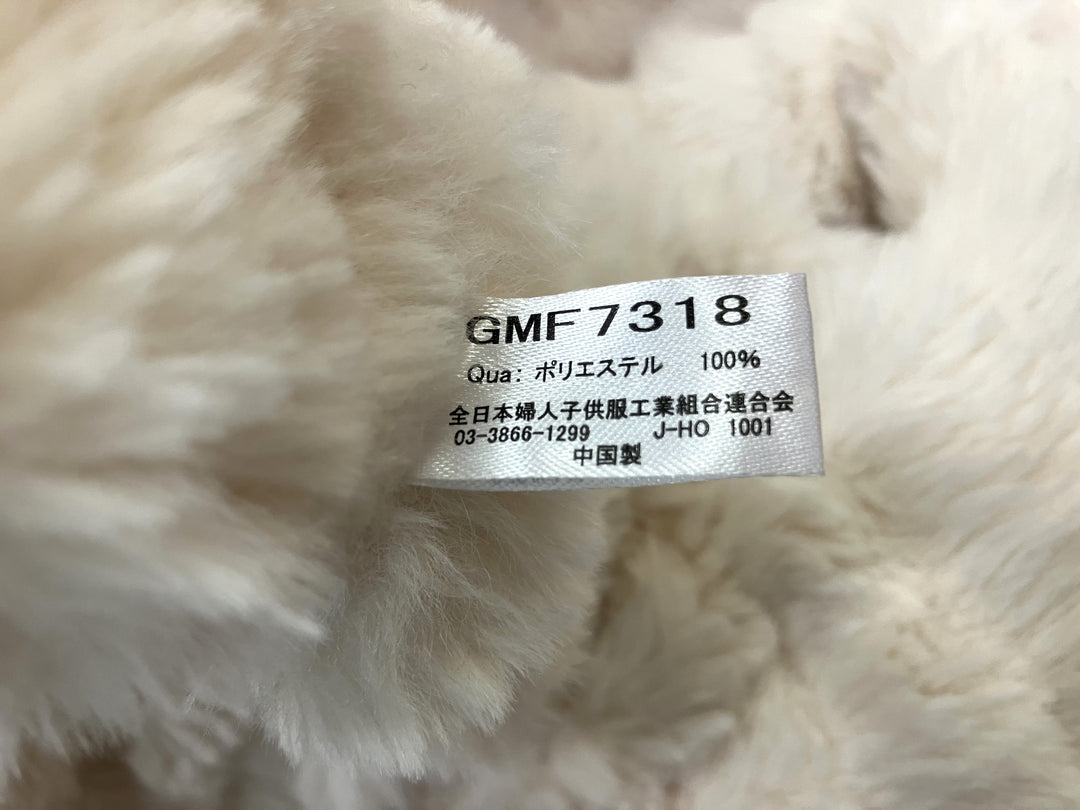 GMF7318
Qua: ポリエステル 100%
全日本婦人子供服工業組合連合会
03-3866-1299 J-HO 1001
中国製